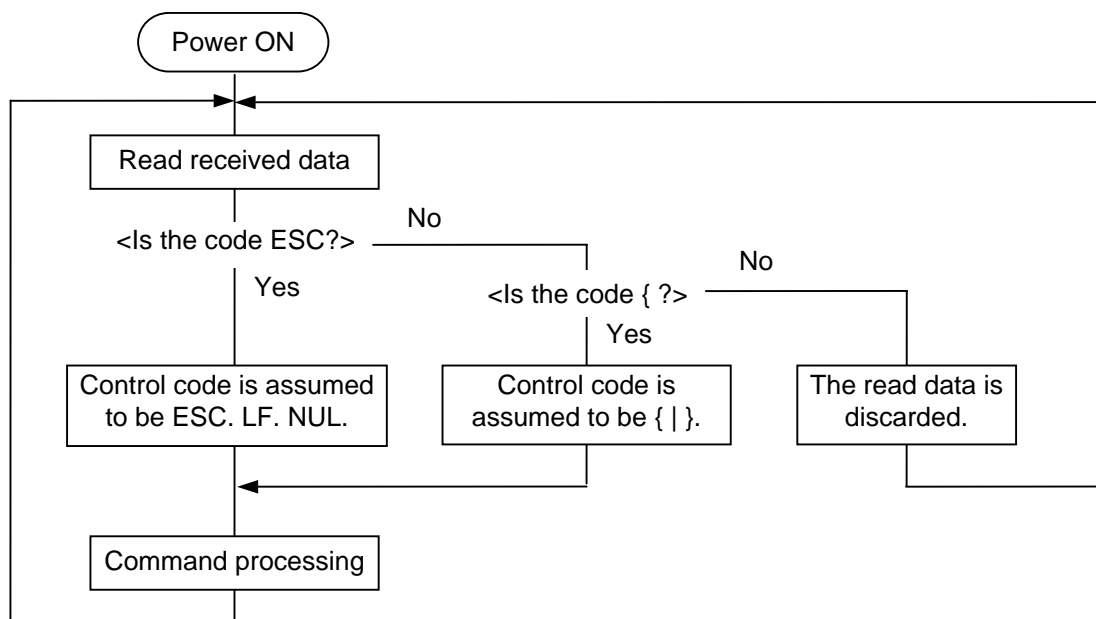 Power ON
Read received data
<Is the code ESC?>
No
Yes
<Is the code { ?>
No
Yes
Control code is assumed
to be ESC. LF. NUL.
Control code is
assumed to be { | }.
The read data is
discarded.
Command processing